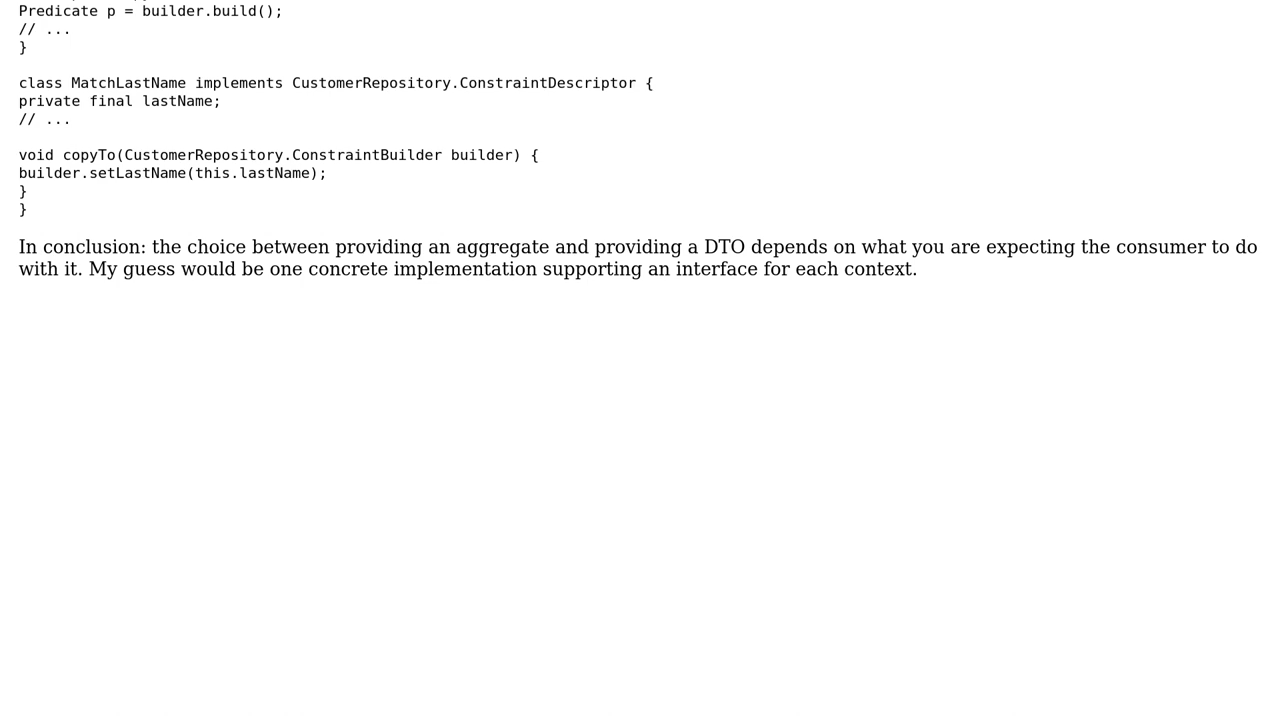 Predicate p = builder.build();
// ...
}
class MatchLastName implements CustomerRepository.ConstraintDescriptor {
private final lastName;
// ...
void copyTo(CustomerRepository.ConstraintBuilder builder) {
builder.setLastName(this.lastName);
}
}
In conclusion: the choice between providing an aggregate and providing a DTO depends on what you are expecting the consumer to do
with it. My guess would be one concrete implementation supporting an interface for each context.